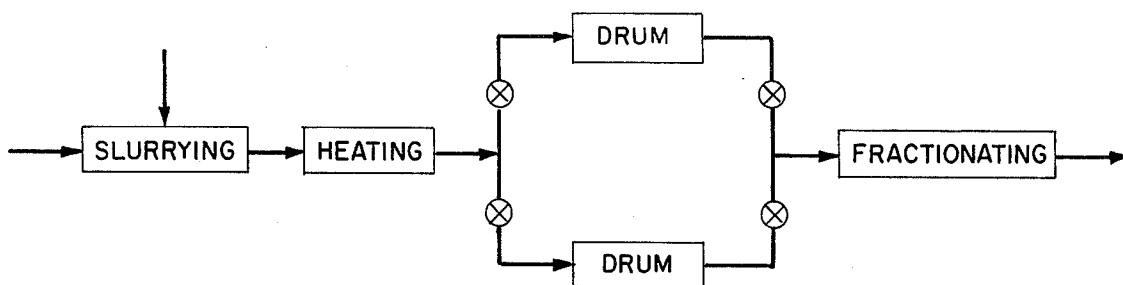 DRUM
SLURRYING
HEATING
FRACTIONATING
DRUM